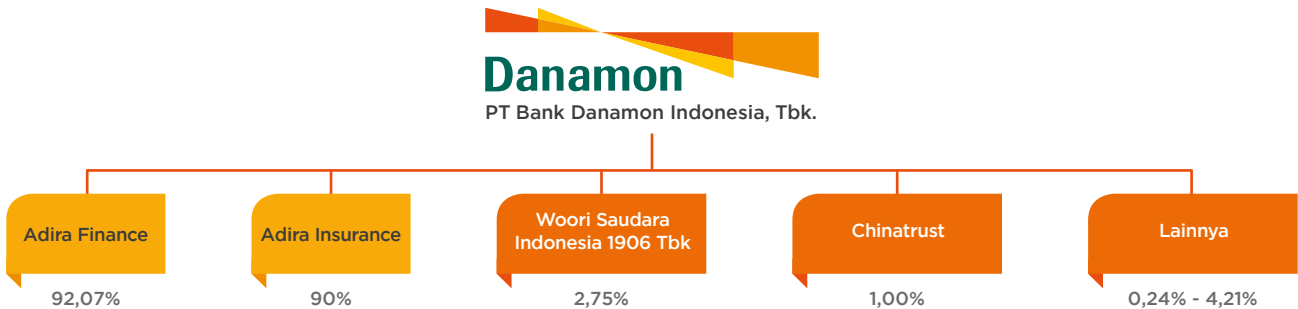 Danamon
PT Bank Danamon Indonesia, Tbk.
Adira Finance
92,07%
Adira Insurance
90%
Woori Saudara
Indonesia 1906 Tbk
2,75%
Chinatrust
1,00%
Lainnya
0,24% - 4,21%